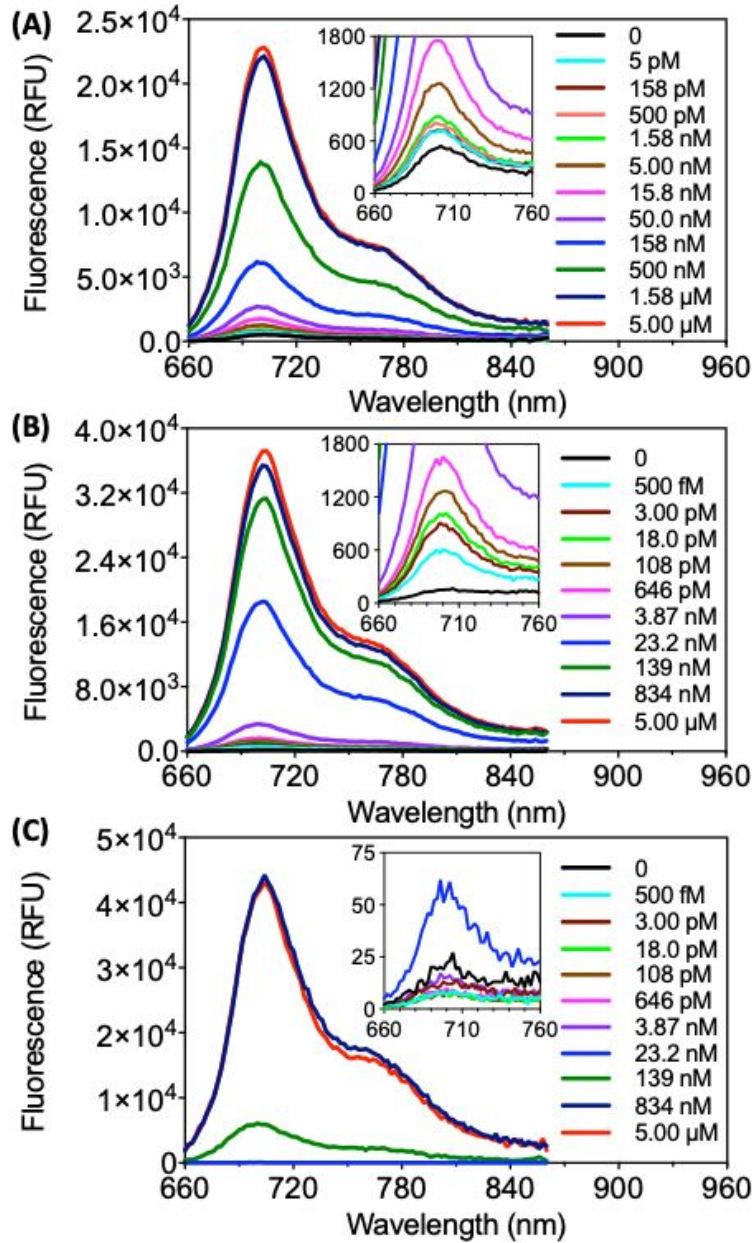 (A)
Fluorescence (RFU)
2.5×10⁴
2.0×10⁴
1.5×10⁴
1.0×10⁴
5.0×10³
0.0
660 720 780 840 900 960
Wavelength (nm)
1800
1200
600
0
660 710 760
0
5 pM
158 pM
500 pM
1.58 nM
5.00 nM
15.8 nM
50.0 nM
158 nM
500 nM
1.58 µM
5.00 µM
(B)
Fluorescence (RFU)
4.0×10⁴
3.2×10⁴
2.4×10⁴
1.6×10⁴
8.0×10³
0.0
660 720 780 840 900 960
Wavelength (nm)
1800
1200
600
0
660 710 760
0
500 fM
3.00 pM
18.0 pM
108 pM
646 pM
3.87 nM
23.2 nM
139 nM
834 nM
5.00 µM
(C)
Fluorescence (RFU)
5×10⁴
4×10⁴
3×10⁴
2×10⁴
1×10⁴
0
660 720 780 840 900 960
Wavelength (nm)
75
50
25
0
660 710 760
0
500 fM
3.00 pM
18.0 pM
108 pM
646 pM
3.87 nM
23.2 nM
139 nM
834 nM
5.00 µM